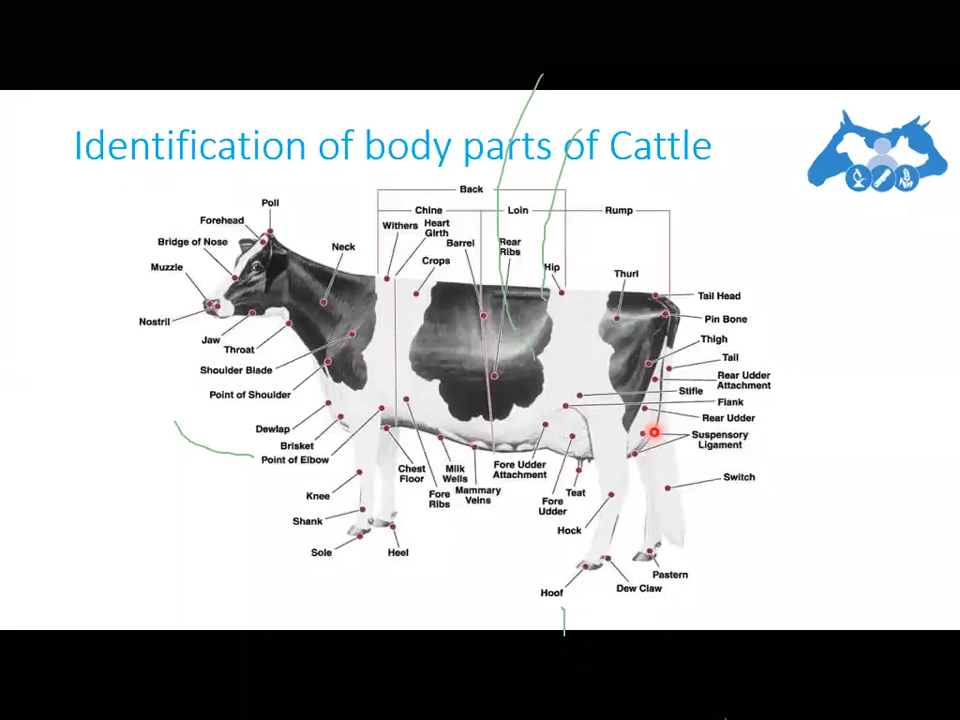 Identification of body parts of Cattle
Back
Chine
Loin
Rump
Poll
Forehead
Bridge of Nose
Muzzle
Nostril
Jaw
Throat
Neck
Withers
Heart
Girth
Crops
Barrel
Rear
Ribs
Hip
Thurl
Tail Head
Pin Bone
Thigh
Tail
Rear Udder
Attachment
Stifle
Flank
Rear Udder
Suspensory
Ligament
Switch
Shoulder Blade
Point of Shoulder
Dewlap
Brisket
Point of Elbow
Knee
Shank
Sole
Heel
Chest
Floor
Fore
Ribs
Milk
Wells
Mammary
Veins
Fore Udder
Attachment
Fore
Udder
Teat
Hock
Hoof
Dew Claw
Pastern